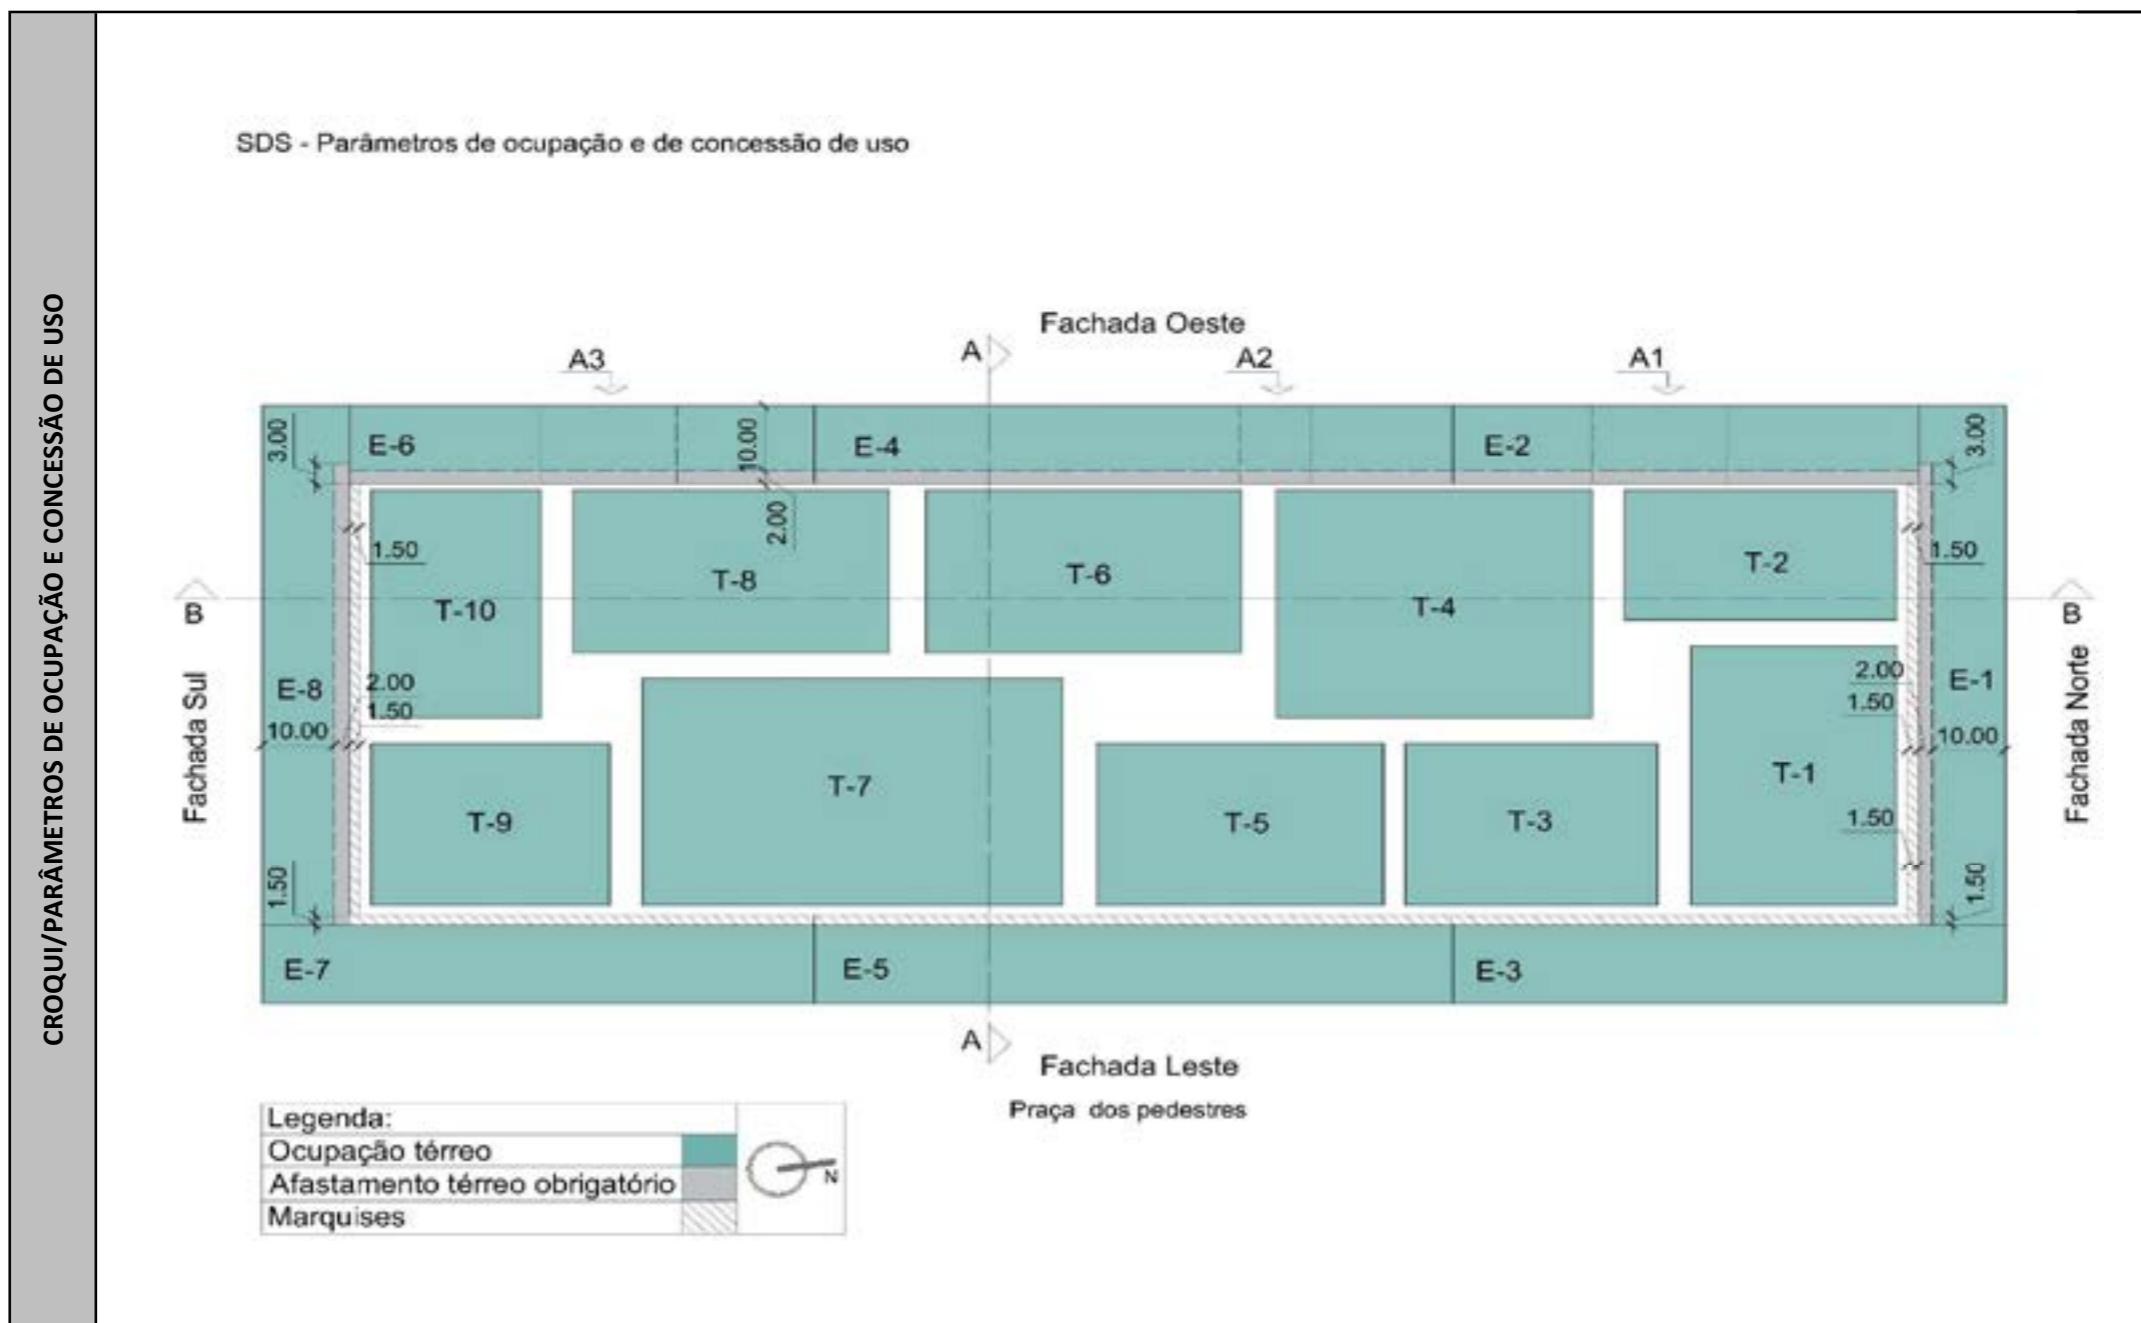 CROQUI/PARÂMETROS DE OCUPAÇÃO E CONCESSÃO DE USO
SDS - Parâmetros de ocupação e de concessão de uso
Fachada Oeste
A3
A
A2
A1
3.00
E-6
10.00
E-4
E-2
3.00
2.00
1.50
1.50
T-10
T-8
T-6
T-4
T-2
B
B
Fachada Sul
E-8
2.00
1.50
10.00
2.00
1.50
E-1
10.00
Fachada Norte
T-9
T-7
T-5
T-3
T-1
1.50
1.50
1.50
E-7
E-5
E-3
A
Fachada Leste
Praça dos pedestres
Legenda:
Ocupação térreo
Afastamento térreo obrigatório
Marquises
N